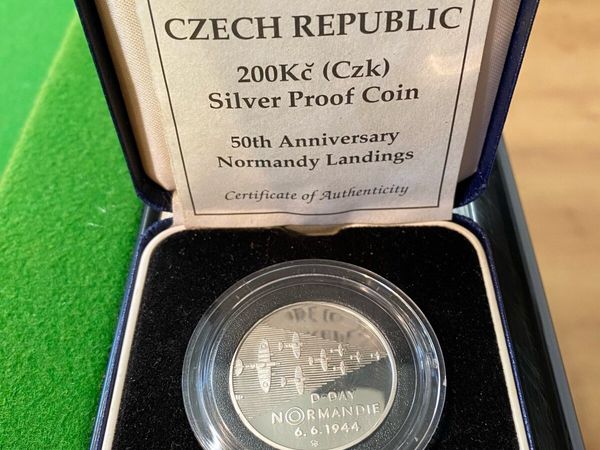 CZECH REPUBLIC
200Kč (Czk)
Silver Proof Coin
50th Anniversary
Normandy Landings
Certificate of Authenticity
D-DAY
NORMANDIE
6.6.1944